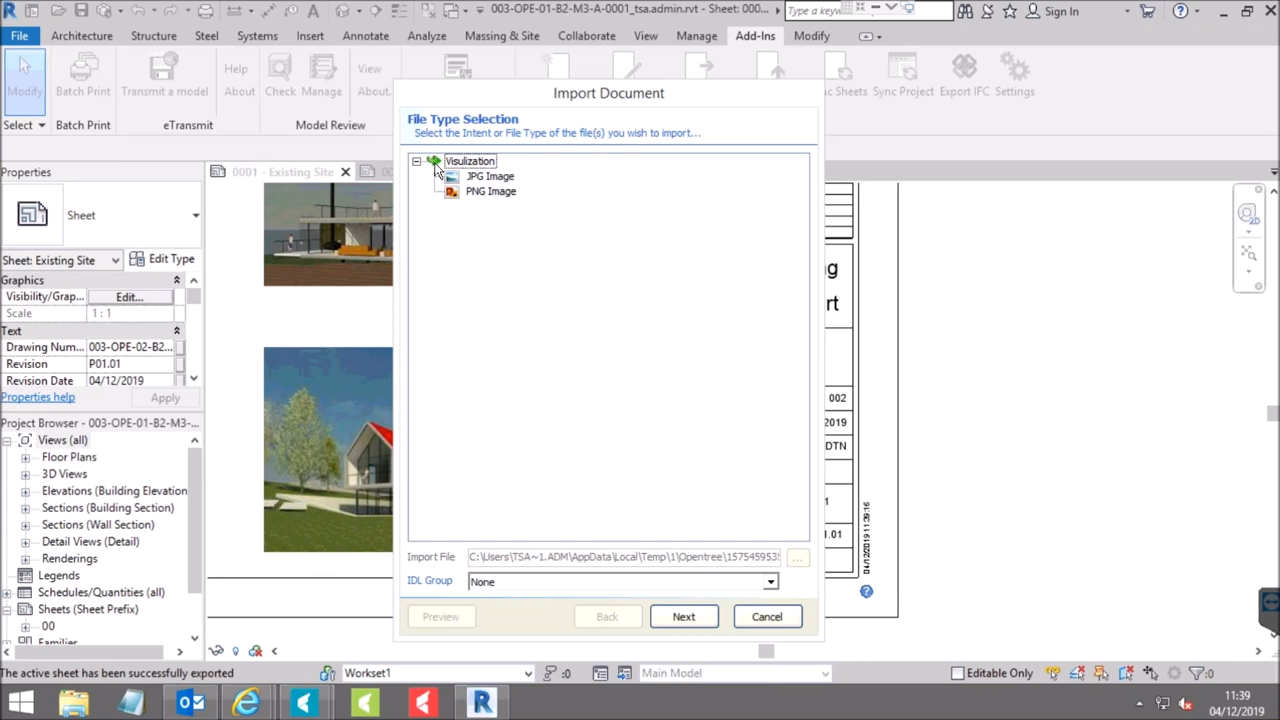 003-OPE-01-B2-M3-A-0001_tsa.admin.rvt - Sheet: 000...
Type a keyw
Sign In
File Architecture Structure Steel Systems Insert Annotate Analyze Massing & Site Collaborate View Manage Add-Ins Modify
Modify Batch Print Transmit a model Help Check Manage View Sheets Sync Project Export IFC Settings
About About.
Select Batch Print eTransmit Model Review
Import Document
File Type Selection
Select the Intent or File Type of the file(s) you wish to import...
Visulization
JPG Image
PNG Image
Properties
0001 - Existing Site
Sheet
Sheet: Existing Site
Edit Type
Graphics
Visibility/Grap... Edit...
Scale 1 : 1
Text
Drawing Num... 003-OPE-02-B2...
Revision P01.01
Revision Date 04/12/2019
Properties help Apply
Project Browser - 003-OPE-01-B2-M3-...
Views (all)
Floor Plans
3D Views
Elevations (Building Elevation
Sections (Building Section)
Sections (Wall Section)
Detail Views (Detail)
Renderings
Legends
Schedules/Quantities (all)
Sheets (Sheet Prefix)
00
Families
2D
002
2019
DTN
1
1.01
04/12/2019 11:39:16
Import File C:\Users\TSA~1.ADM\AppData\Local\Temp\1\Opentree\157545953
IDL Group None
Preview Back Next Cancel
The active sheet has been successfully exported
Workset1
:0
Main Model
Editable Only
:0
11:39
04/12/2019